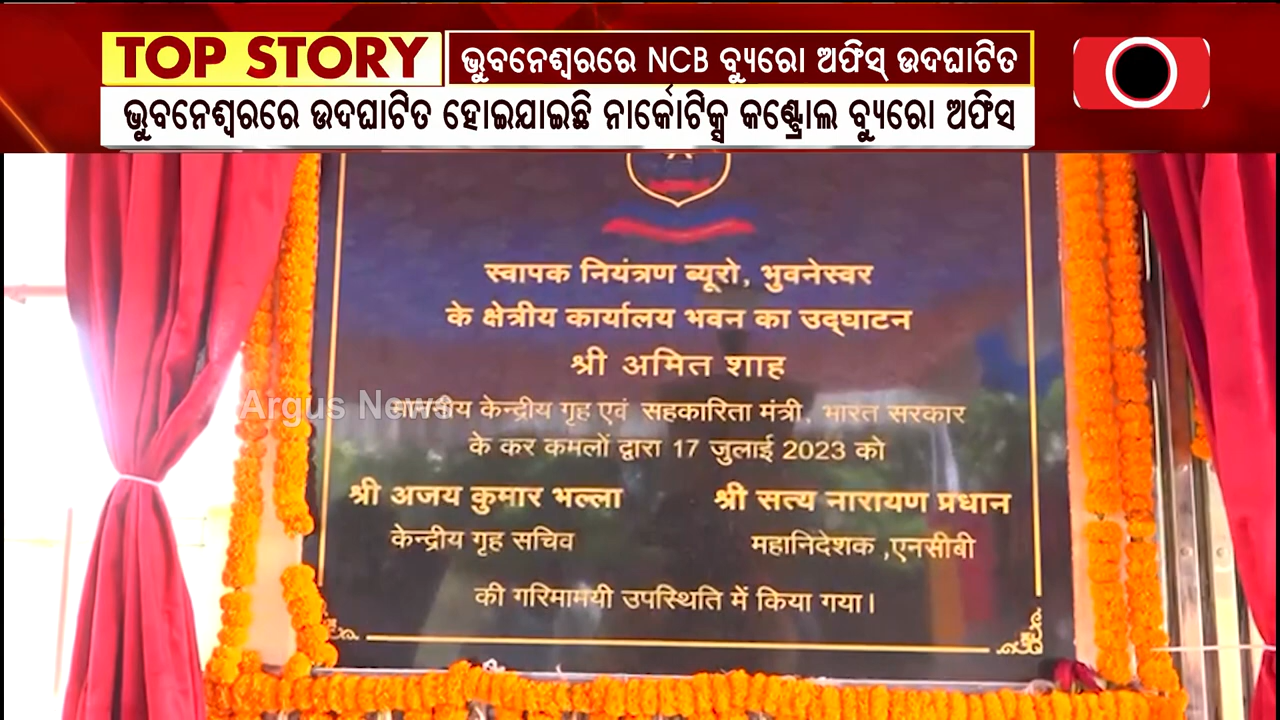 TOP STORY
ଭୁବନେଶ୍ୱରରେ NCB ବ୍ୟୁରୋ ଅଫିସ୍ ଉଦଘାଟିତ
ଭୁବନେଶ୍ୱରରେ ଉଦଘାଟିତ ହୋଇଯାଇଛି ନାର୍କୋଟିକ୍ସ କଣ୍ଟ୍ରୋଲ ବ୍ୟୁରୋ ଅଫିସ
स्वापक नियंत्रण ब्यूरो, भुवनेस्वर
के क्षेत्रीय कार्यालय भवन का उद्घाटन
श्री अमित शाह
Argus News
माननीय केन्द्रीय गृह एवं सहकारिता मंत्री, भारत सरकार
के कर कमलों द्वारा 17 जुलाई 2023 को
श्री अजय कुमार भल्ला श्री सत्य नारायण प्रधान
केन्द्रीय गृह सचिव महानिदेशक ,एनसीबी
की गरिमामयी उपस्थिति में किया गया।